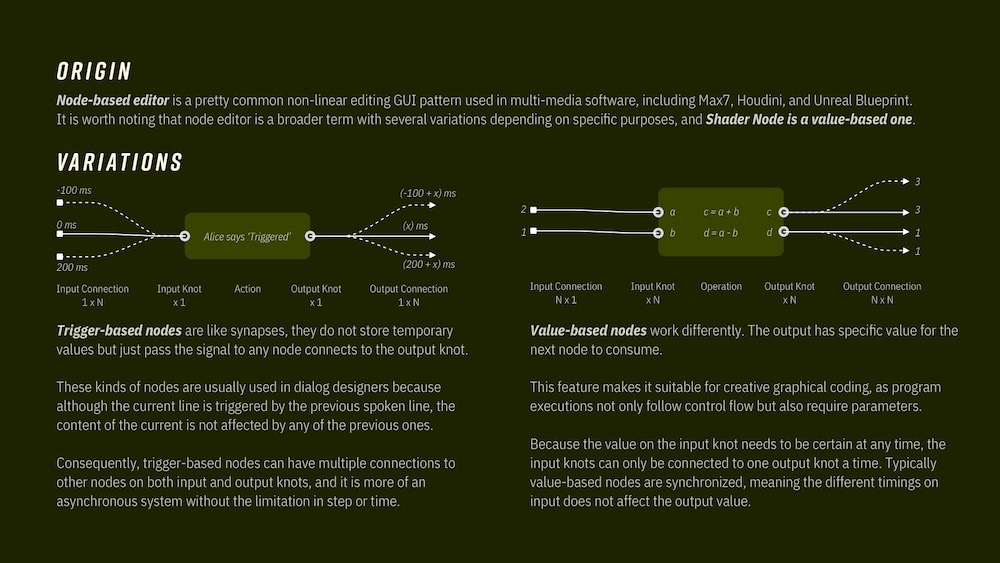 ORIGIN
Node-based editor is a pretty common non-linear editing GUI pattern used in multi-media software, including Max7, Houdini, and Unreal Blueprint.
It is worth noting that node editor is a broader term with several variations depending on specific purposes, and Shader Node is a value-based one.
VARIATIONS
-100 ms
0 ms
200 ms
Alice says ‘Triggered’
(-100 + x) ms
(x) ms
(200 + x) ms
Input Connection
1 x N
Input Knot
x 1
Action
Output Knot
x 1
Output Connection
1 x N
Trigger-based nodes are like synapses, they do not store temporary
values but just pass the signal to any node connects to the output knot.
These kinds of nodes are usually used in dialog designers because
although the current line is triggered by the previous spoken line, the
content of the current is not affected by any of the previous ones.
Consequently, trigger-based nodes can have multiple connections to
other nodes on both input and output knots, and it is more of an
asynchronous system without the limitation in step or time.
2
1
a
c = a + b
c
b
d = a - b
d
3
3
1
1
Input Connection
N x 1
Input Knot
x N
Operation
Output Knot
x N
Output Connection
N x N
Value-based nodes work differently. The output has specific value for the
next node to consume.
This feature makes it suitable for creative graphical coding, as program
executions not only follow control flow but also require parameters.
Because the value on the input knot needs to be certain at any time, the
input knots can only be connected to one output knot a time. Typically
value-based nodes are synchronized, meaning the different timings on
input does not affect the output value.